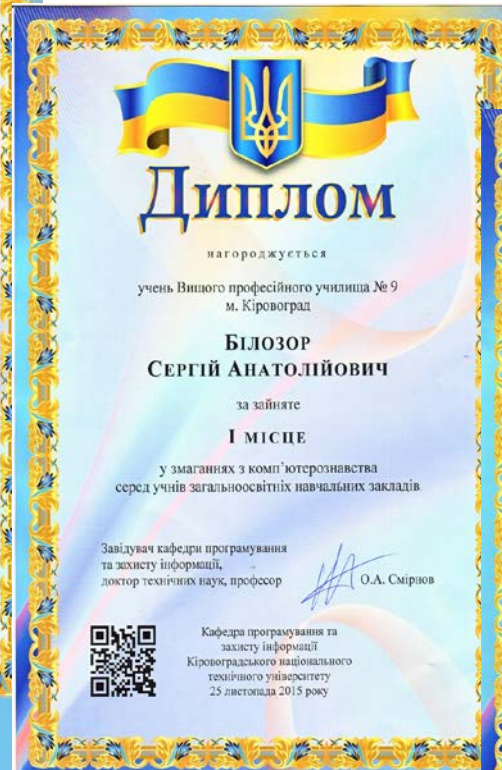 Диплом
нагороджується
учень Вищого професійного училища № 9
м. Кіровоград
БІЛОЗОР
СЕРГІЙ АНАТОЛІЙОВИЧ
за зайняте
І МІСЦЕ
у змаганнях з комп’ютерознавства
серед учнів загальноосвітніх навчальних закладів
Завідувач кафедри програмування
та захисту інформації,
доктор технічних наук, професор
О.А. Смірнов
Кафедра програмування та
захисту інформації
Кіровоградського національного
технічного університету
25 листопада 2015 року